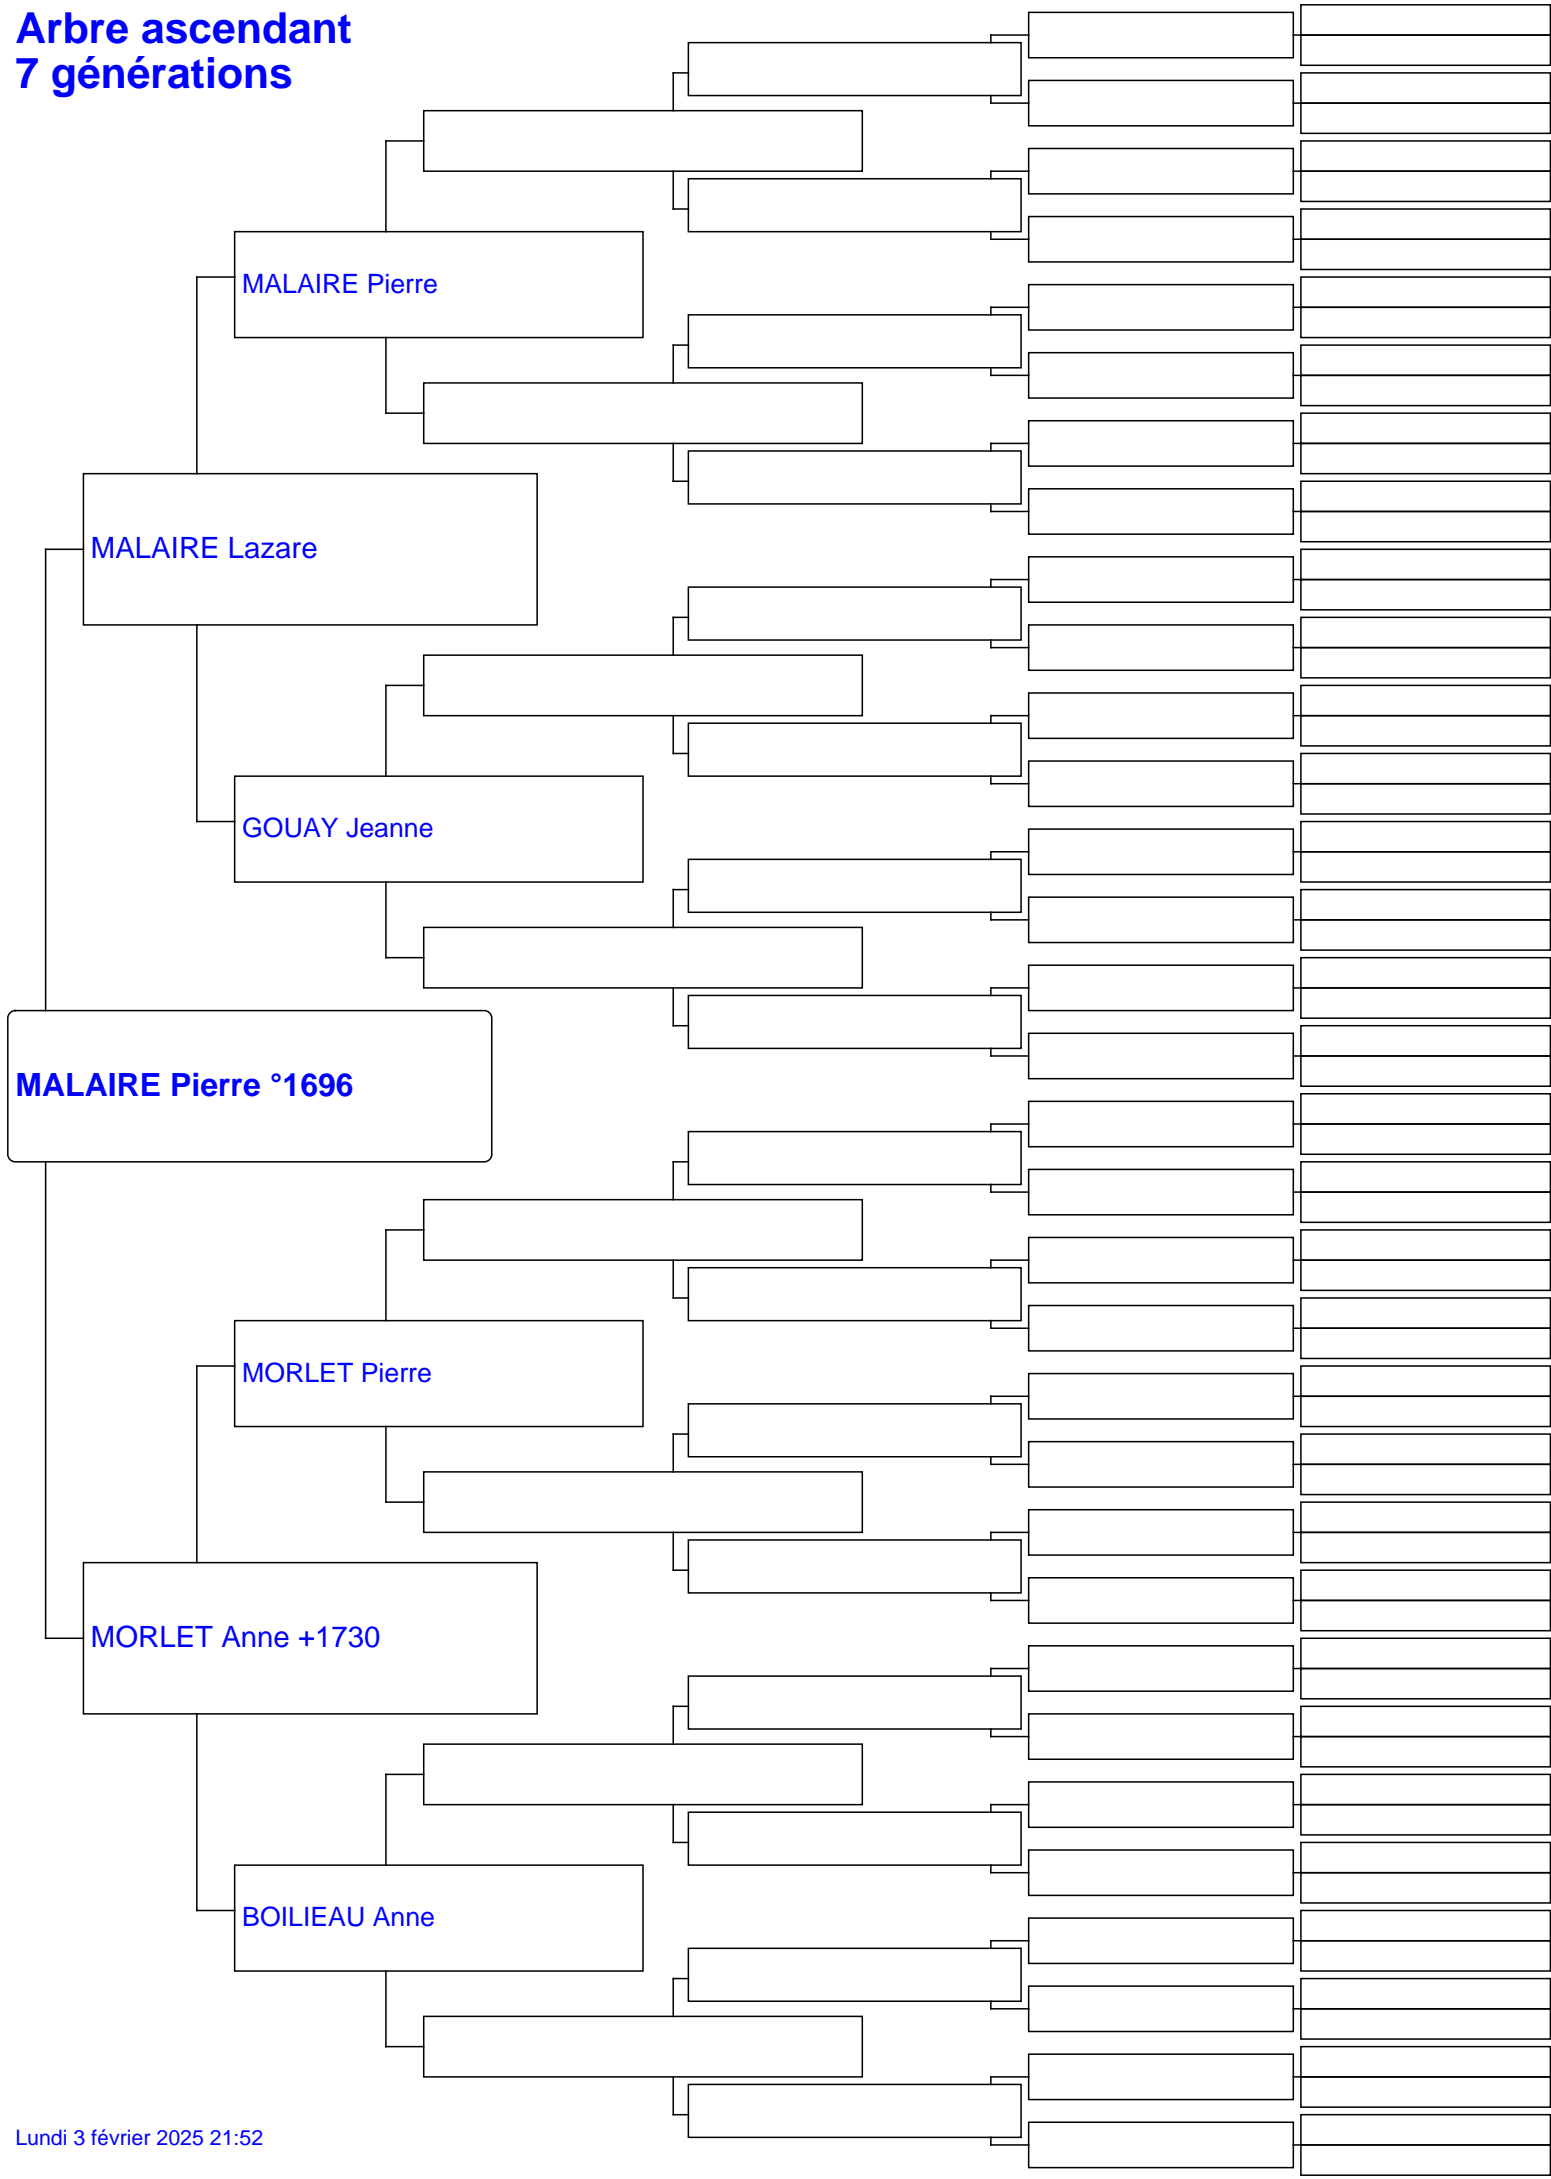 Arbre ascendant
7 générations
MALAIRE Pierre
MALAIRE Lazare
GOUAY Jeanne
MALAIRE Pierre °1696
MORLET Pierre
MORLET Anne +1730
BOILIEAU Anne
Lundi 3 février 2025 21:52